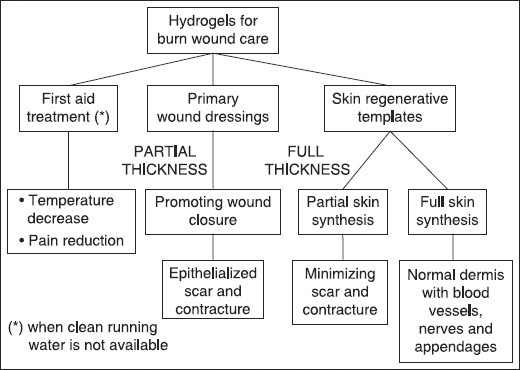 Hydrogels for
burn wound care
First aid
treatment (*)
Primary
wound dressings
Skin regenerative
templates
PARTIAL
THICKNESS
FULL
THICKNESS
• Temperature
decrease
• Pain reduction
Promoting wound
closure
Partial skin
synthesis
Full skin
synthesis
Epithelialized
scar and
contracture
Minimizing
scar and
contracture
Normal dermis
with blood
vessels,
nerves and
appendages
(*) when clean running
water is not available